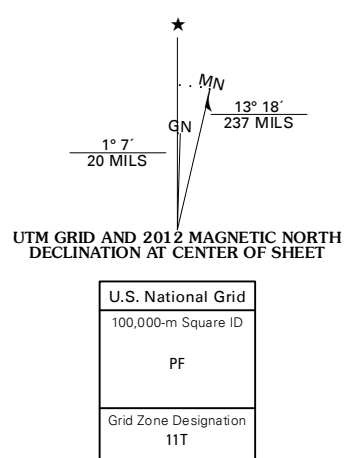 ★
MN
GN
13° 18´
237 MILS
1° 7´
20 MILS
UTM GRID AND 2012 MAGNETIC NORTH
DECLINATION AT CENTER OF SHEET
U.S. National Grid
100,000-m Square ID
PF
Grid Zone Designation
11T